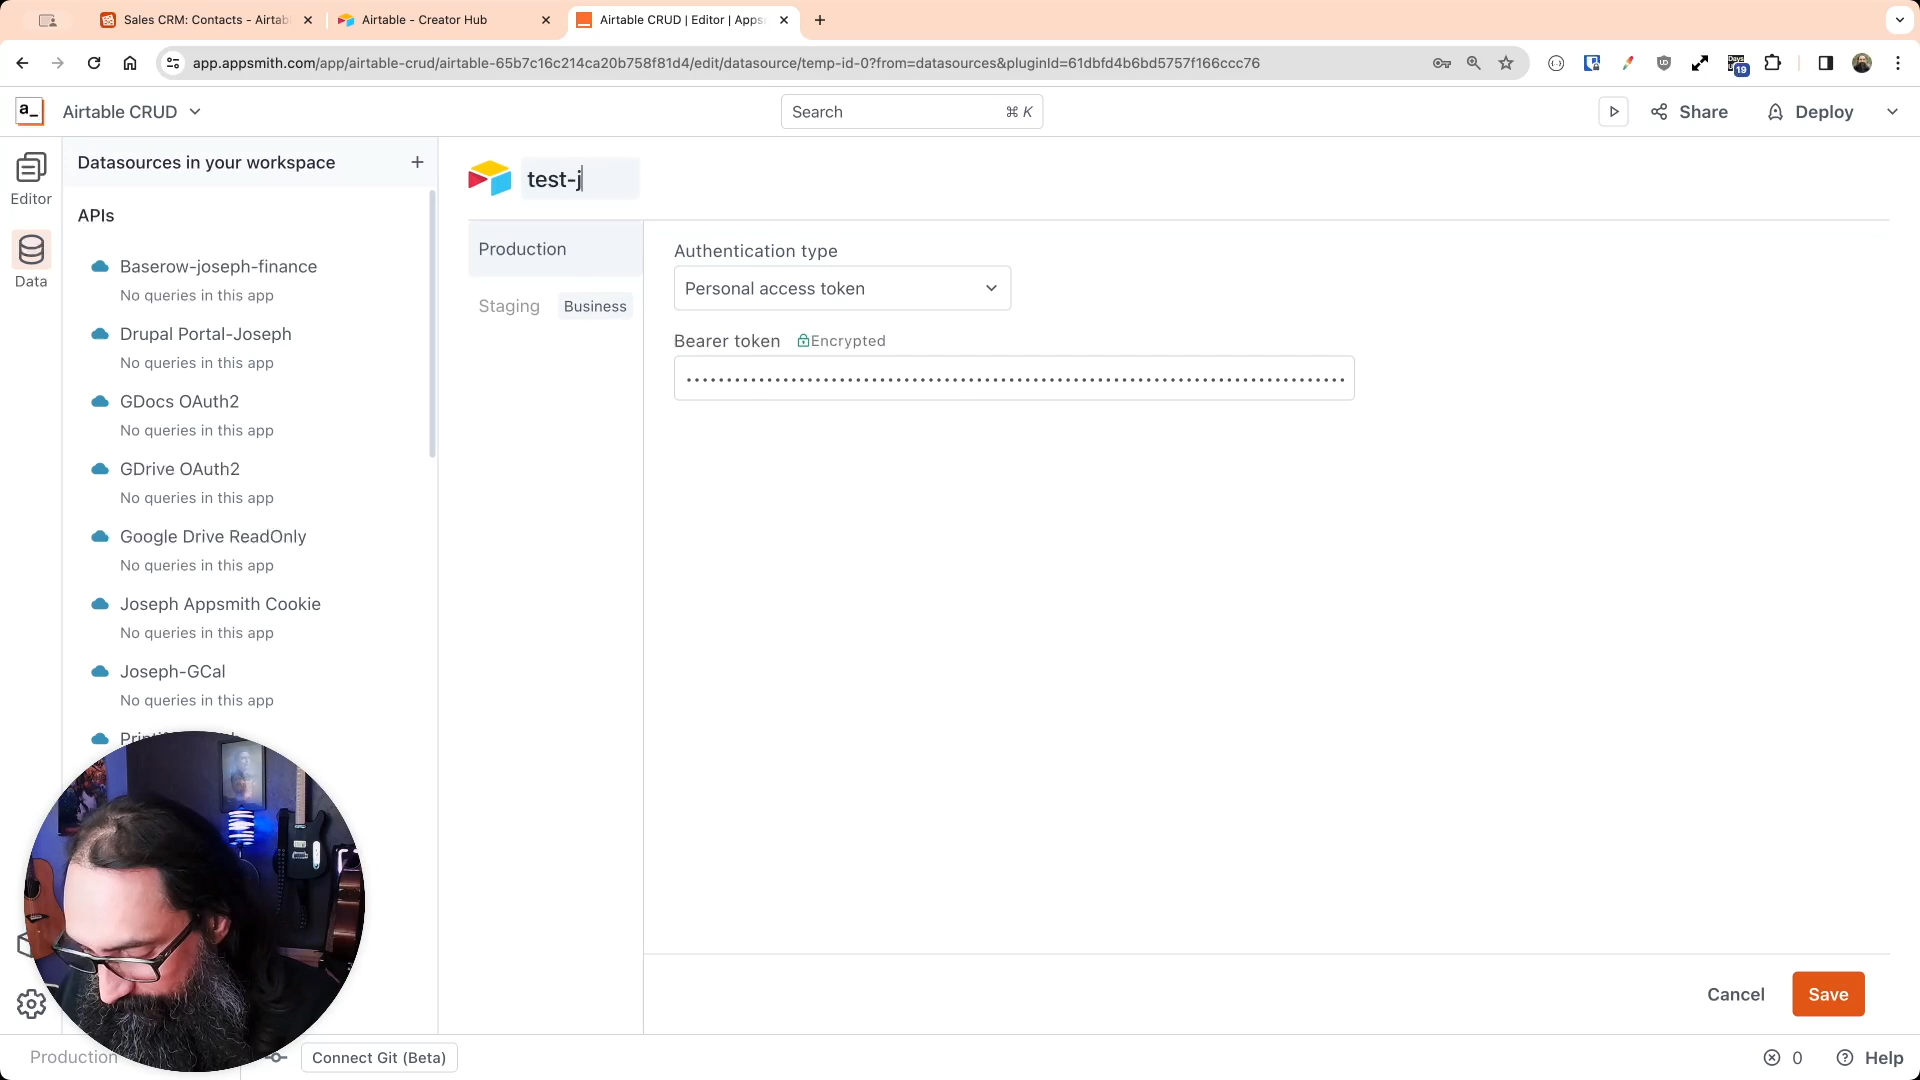 Sales CRM: Contacts - Airtab
Airtable - Creator Hub
Airtable CRUD | Editor | Apps
app.appsmith.com/app/airtable-crud/airtable-65b7c16c214ca20b758f81d4/edit/datasource/temp-id-0?from=datasources&pluginId=61dbfd4b6bd5757f166ccc76
19
a_
Airtable CRUD
Search
⌘ K
Share
Deploy
Editor
Data
Datasources in your workspace
APIs
Baserow-joseph-finance
No queries in this app
Drupal Portal-Joseph
No queries in this app
GDocs OAuth2
No queries in this app
GDrive OAuth2
No queries in this app
Google Drive ReadOnly
No queries in this app
Joseph Appsmith Cookie
No queries in this app
Joseph-GCal
No queries in this app
test-j
Production
Staging
Business
Authentication type
Personal access token
Bearer token
Encrypted
Cancel
Save
Production
Connect Git (Beta)
0
Help